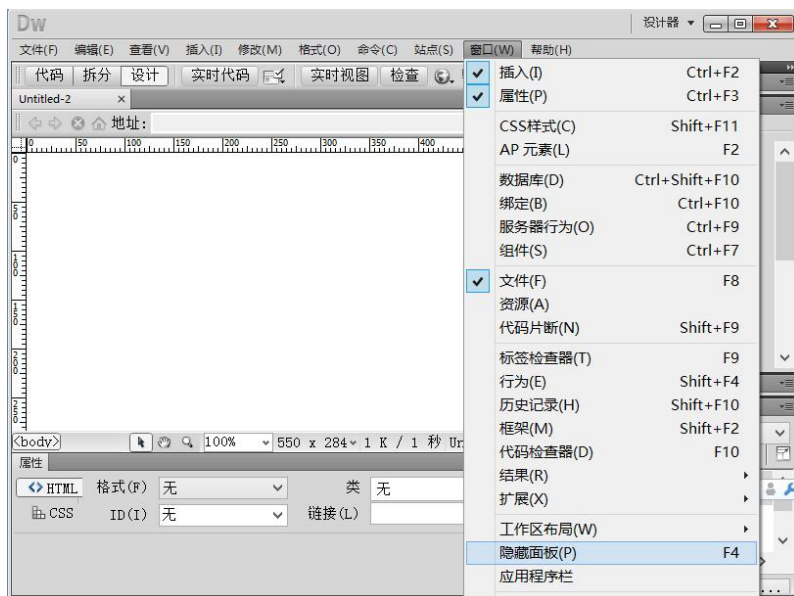 Dw
设计器
文件(F) 编辑(E) 查看(V) 插入(I) 修改(M) 格式(O) 命令(C) 站点(S) 窗口(W) 帮助(H)
代码 拆分 设计 实时代码 实时视图 检查
Untitled-2
地址:
0 50 100 150 200 250 300 350 400
0
50
100
150
200
250
插入(I) Ctrl+F2
属性(P) Ctrl+F3
CSS样式(C) Shift+F11
AP 元素(L) F2
数据库(D) Ctrl+Shift+F10
绑定(B) Ctrl+F10
服务器行为(O) Ctrl+F9
组件(S) Ctrl+F7
文件(F) F8
资源(A)
代码片断(N) Shift+F9
标签检查器(T) F9
行为(E) Shift+F4
历史记录(H) Shift+F10
框架(M) Shift+F2
代码检查器(D) F10
结果(R)
扩展(X)
工作区布局(W)
隐藏面板(P) F4
应用程序栏
<body> 100% 550 x 284 1 K / 1 秒
属性
<> HTML 格式(F) 无 类 无
CSS ID(I) 无 链接(L)